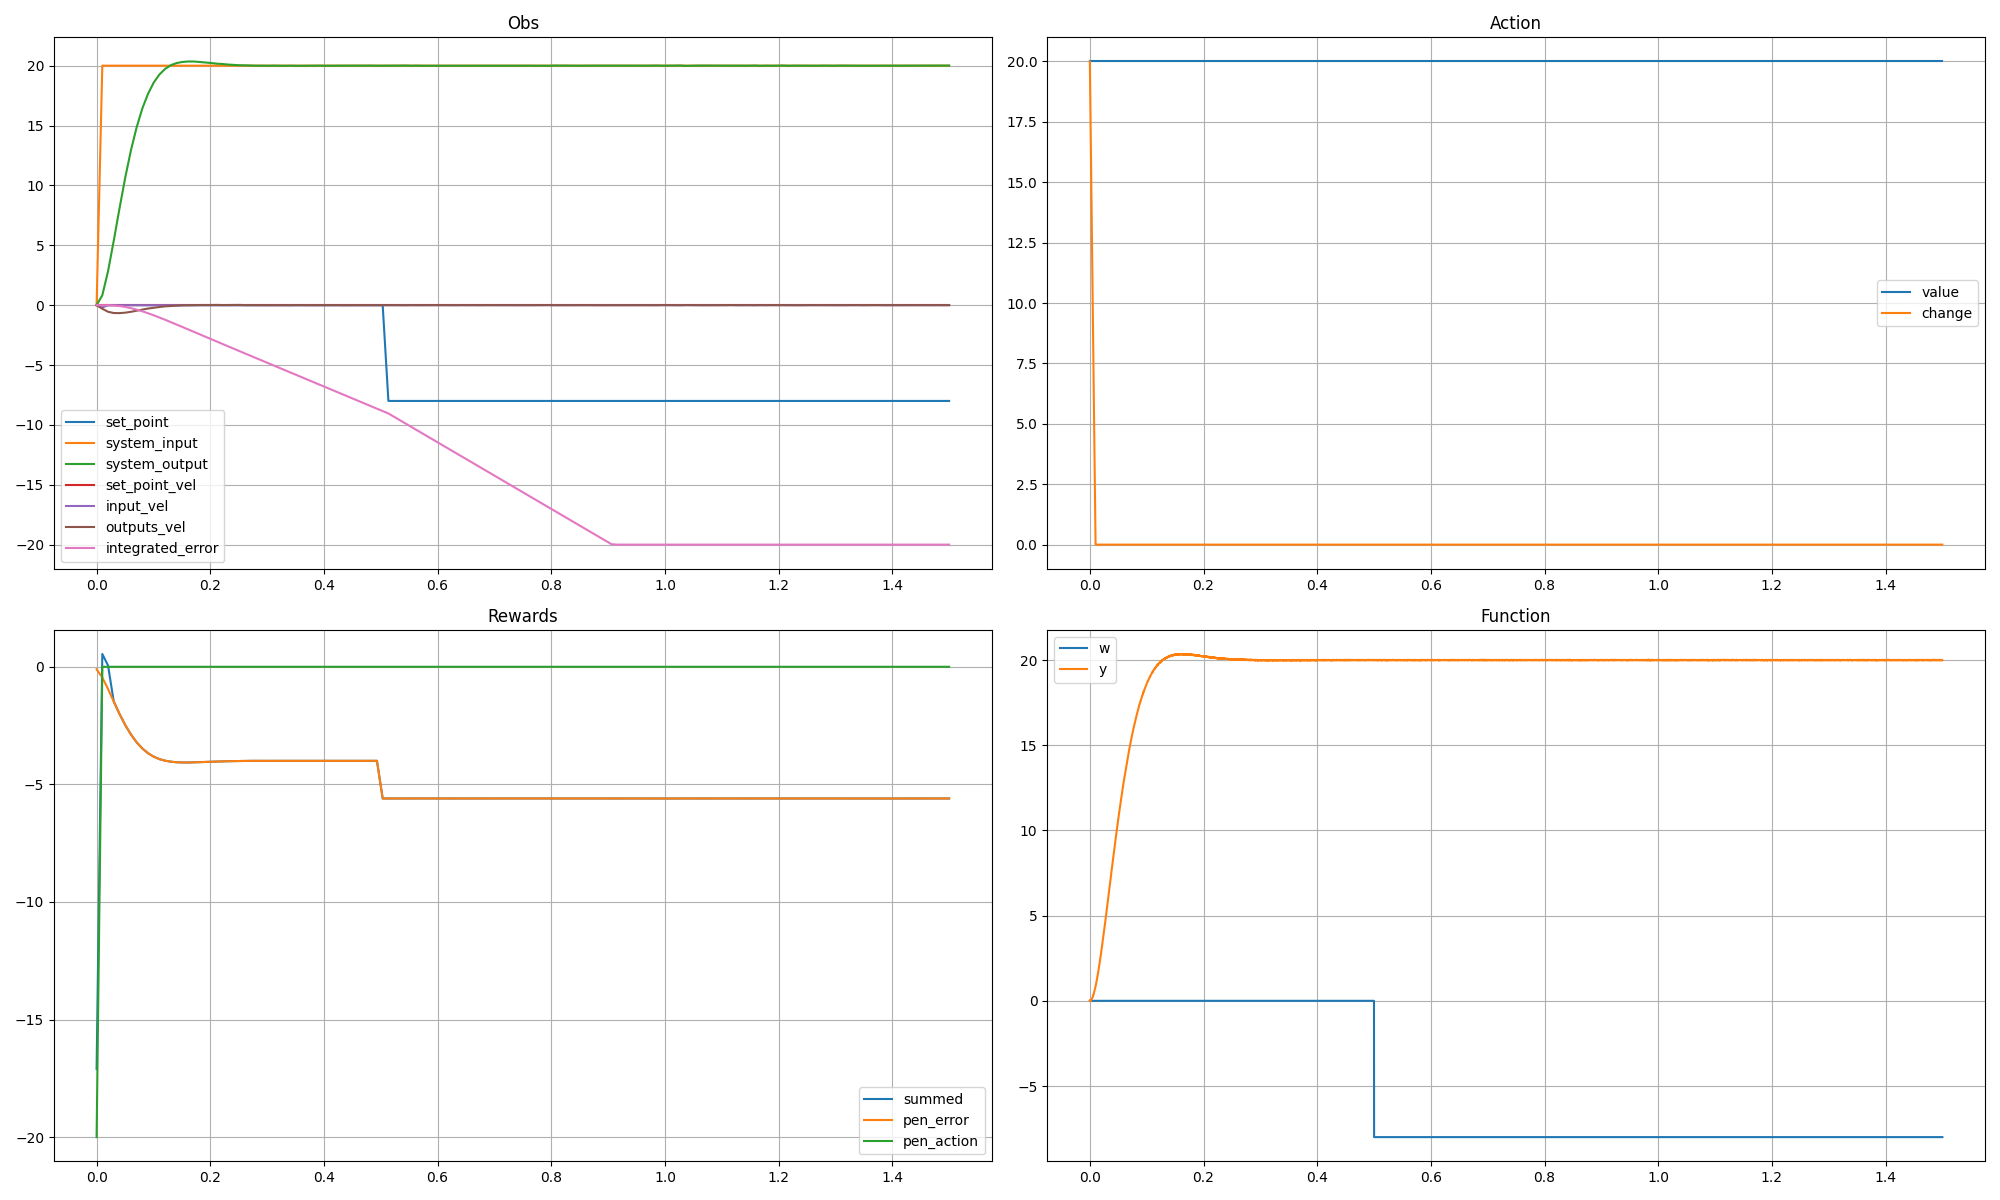 Obs
20
15
10
5
0
−5
−10
−15
−20
set_point
system_input
system_output
set_point_vel
input_vel
outputs_vel
integrated_error
0.0 0.2 0.4 0.6 0.8 1.0 1.2 1.4
Action
20.0
17.5
15.0
12.5
10.0
7.5
5.0
2.5
0.0
value
change
0.0 0.2 0.4 0.6 0.8 1.0 1.2 1.4
Rewards
0
−5
−10
−15
−20
summed
pen_error
pen_action
0.0 0.2 0.4 0.6 0.8 1.0 1.2 1.4
Function
w
y
20
15
10
5
0
−5
0.0 0.2 0.4 0.6 0.8 1.0 1.2 1.4